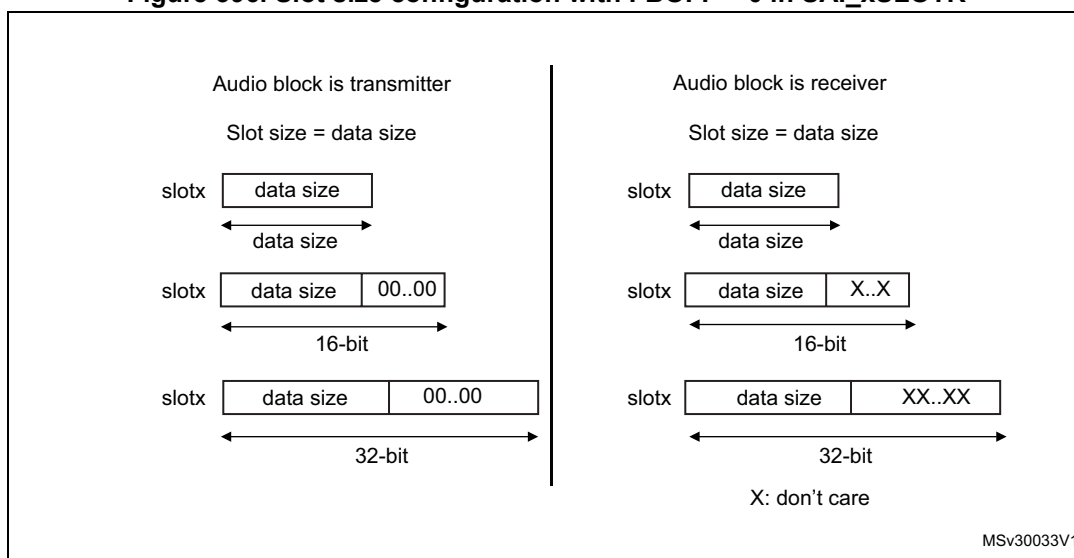 Audio block is transmitter
Slot size = data size
slotx data size
data size
slotx data size 00..00
16-bit
slotx data size 00..00
32-bit
Audio block is receiver
Slot size = data size
slotx data size
data size
slotx data size X..X
16-bit
slotx data size XX..XX
32-bit
X: don't care
MSv30033V1